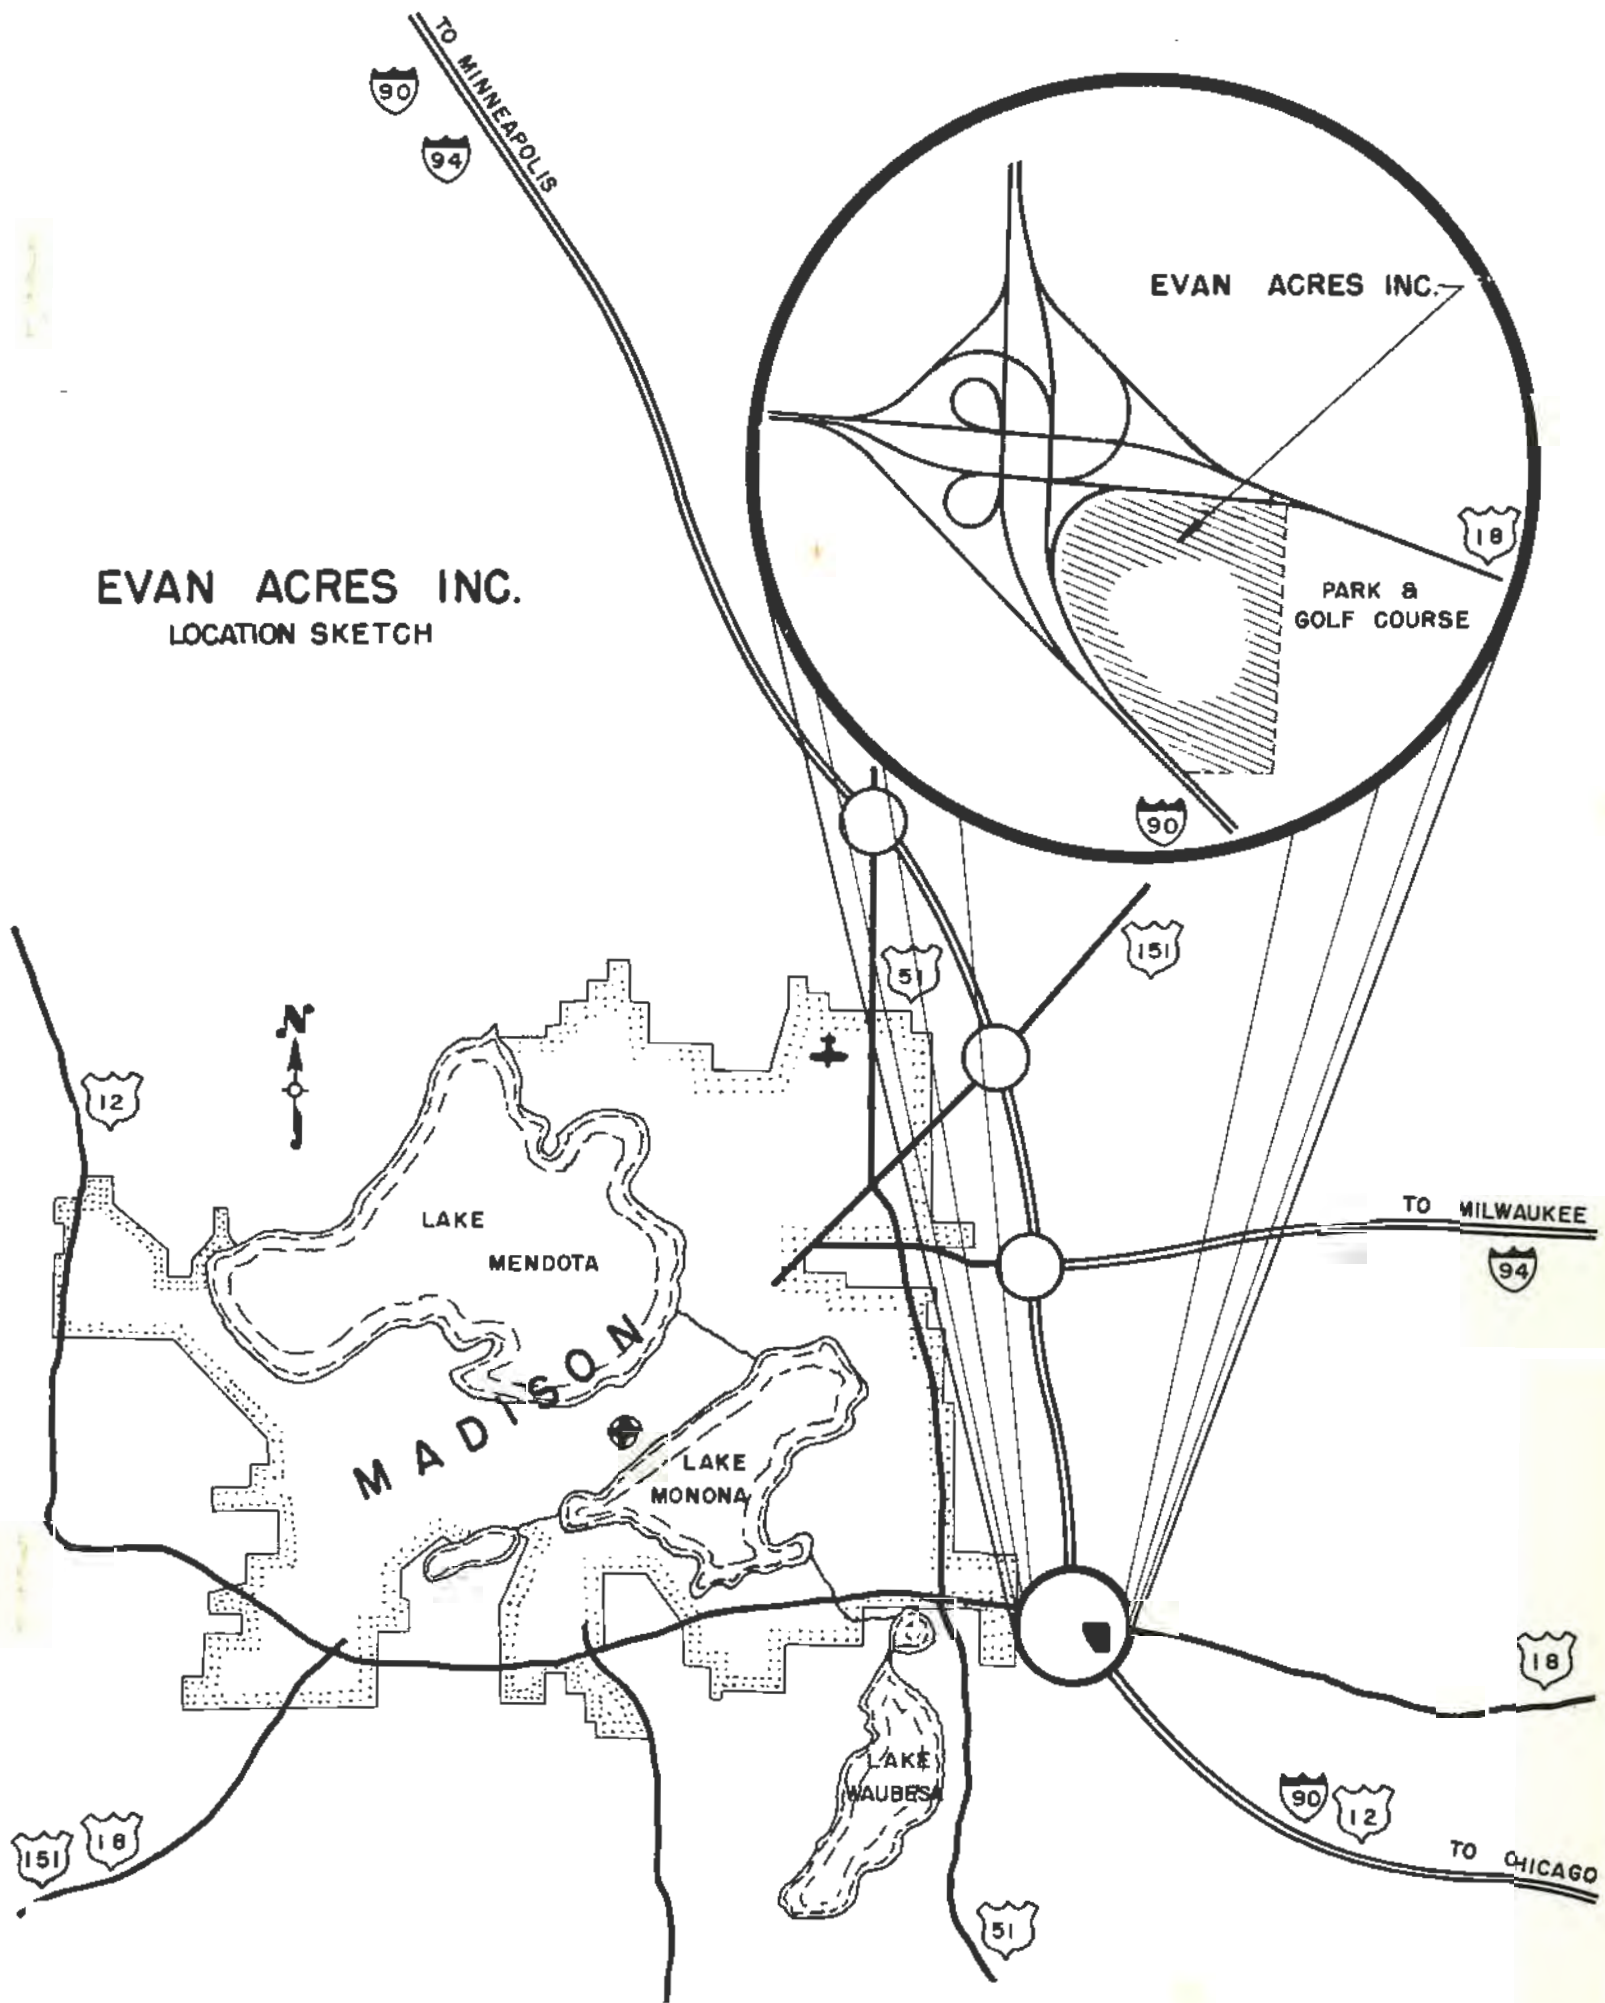 TO MINNEAPOLIS
90
94
EVAN ACRES INC.
18
PARK &
GOLF COURSE
90
EVAN ACRES INC.
LOCATION SKETCH
151
51
N
12
TO MILWAUKEE
94
LAKE
MENDOTA
MADISON
LAKE
MONONA
18
LAKE
WAUBESA
90
12
TO CHICAGO
151
18
51